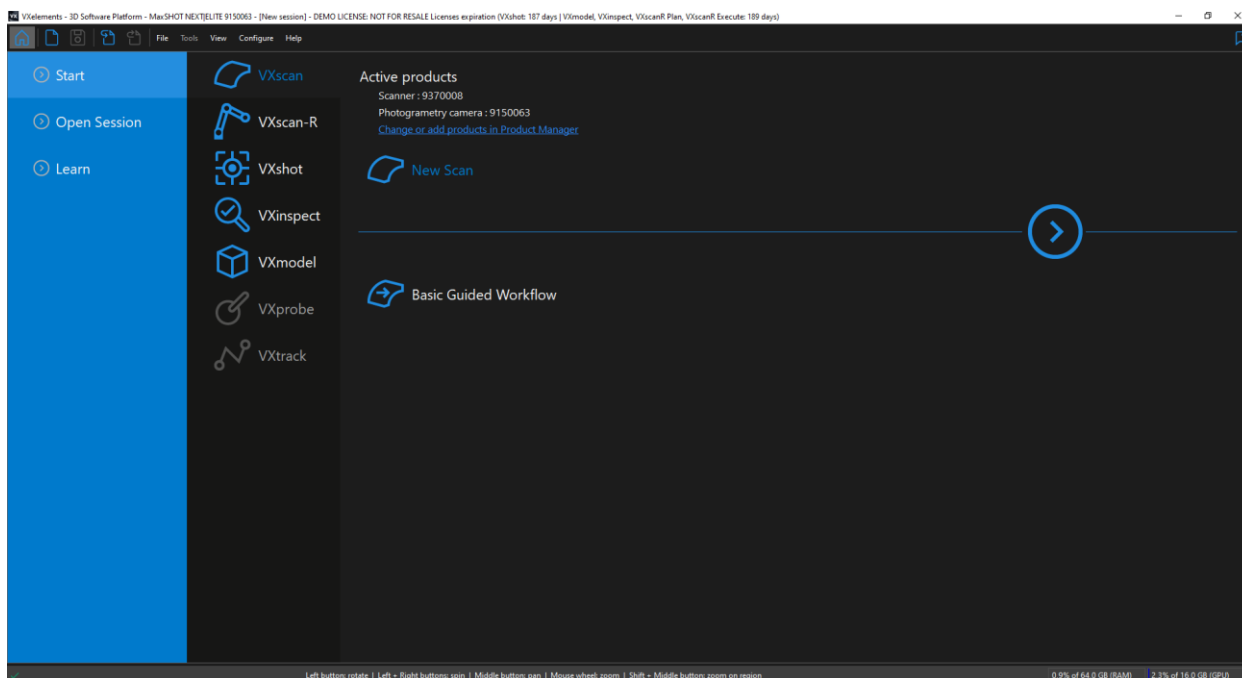 VXelements - 3D Software Platform - MaxSHOT NEXT|ELITE 9150063 - [New session] - DEMO LICENSE: NOT FOR RESALE Licenses expiration (VXshot: 187 days | VXmodel, VXinspect, VXscanR Plan, VXscanR Execute: 189 days)
File Tools View Configure Help
Start
Open Session
Learn
VXscan
VXscan-R
VXshot
VXinspect
VXmodel
VXprobe
VXtrack
Active products
Scanner : 9370008
Photogrametry camera : 9150063
Change or add products in Product Manager
New Scan
Basic Guided Workflow
Left button: rotate | Left + Right buttons: spin | Middle button: pan | Mouse wheel: zoom | Shift + Middle button: zoom on region
0.9% of 64.0 GB (RAM) 2.3% of 16.0 GB (GPU)